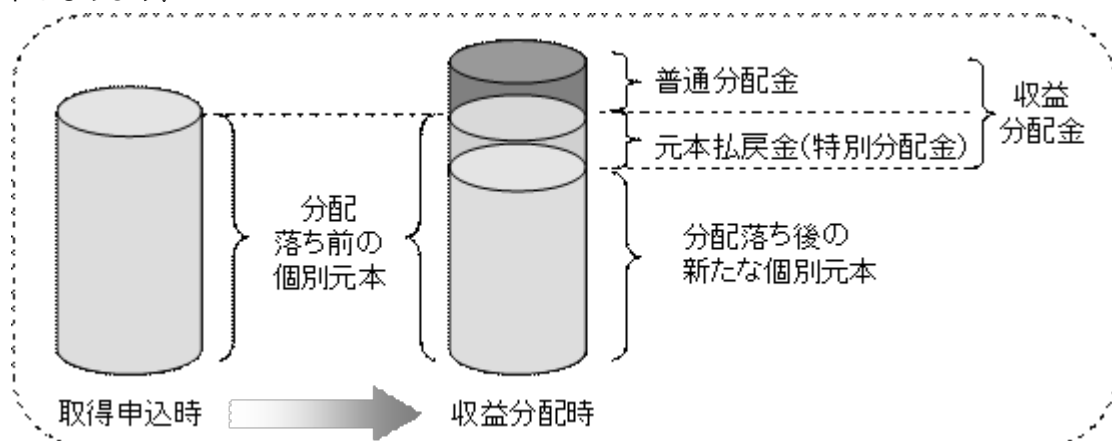 普通分配金
元本払戻金(特別分配金)
収益
分配金
分配
落ち前の
個別元本
分配落ち後の
新たな個別元本
取得申込時
収益分配時